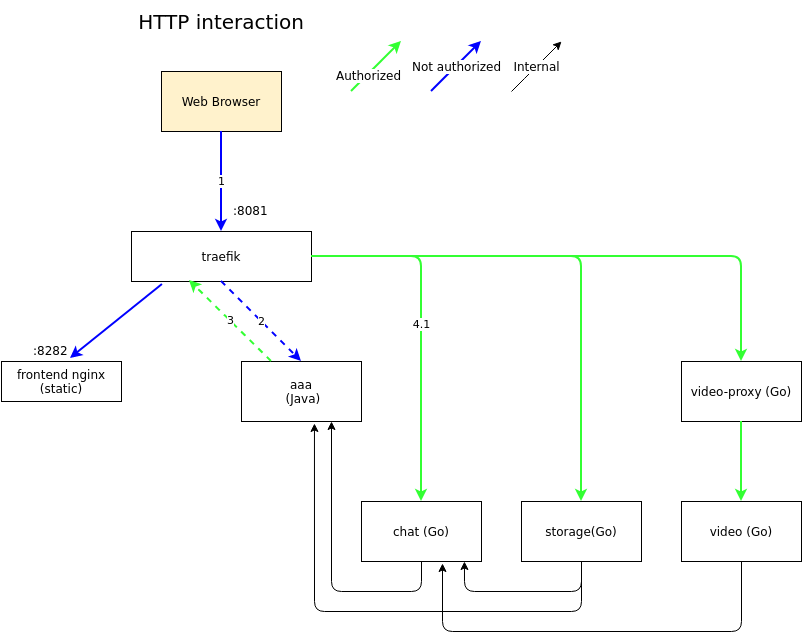 HTTP interaction
Authorized
Not authorized
Internal
Web Browser
1
:8081
traefik
3
2
4.1
:8282
frontend nginx
(static)
aaa
(Java)
video-proxy (Go)
chat (Go)
storage(Go)
video (Go)